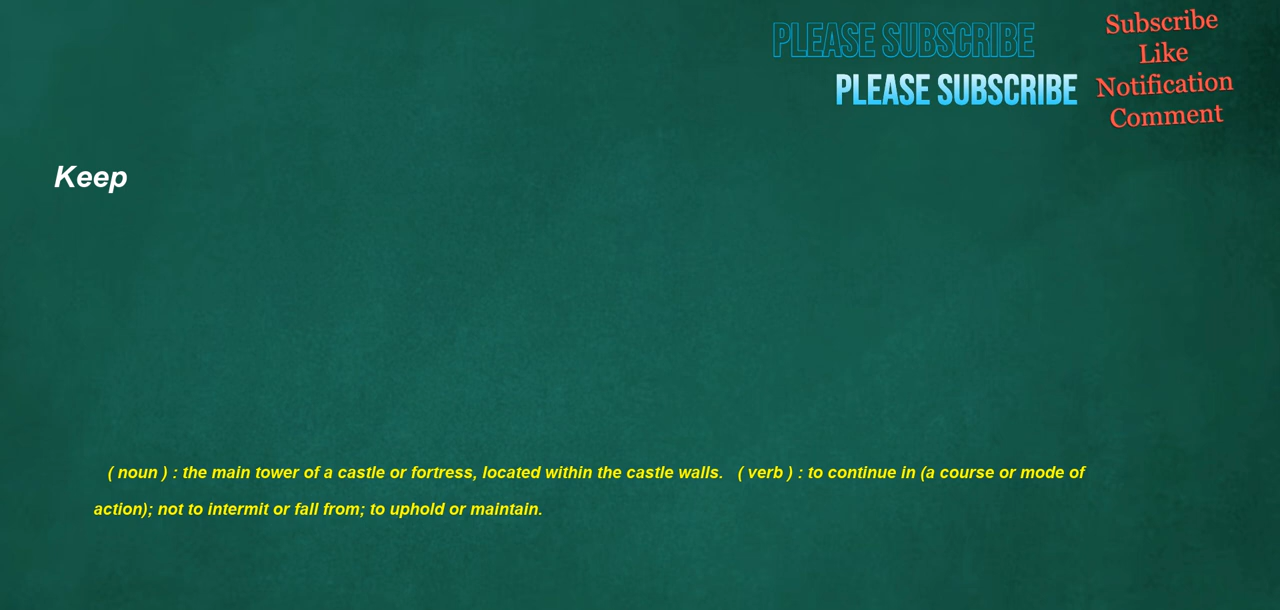 PLEASE SUBSCRIBE
PLEASE SUBSCRIBE
Subscribe
Like
Notification
Comment
Keep
( noun ) : the main tower of a castle or fortress, located within the castle walls. ( verb ) : to continue in (a course or mode of
action); not to intermit or fall from; to uphold or maintain.